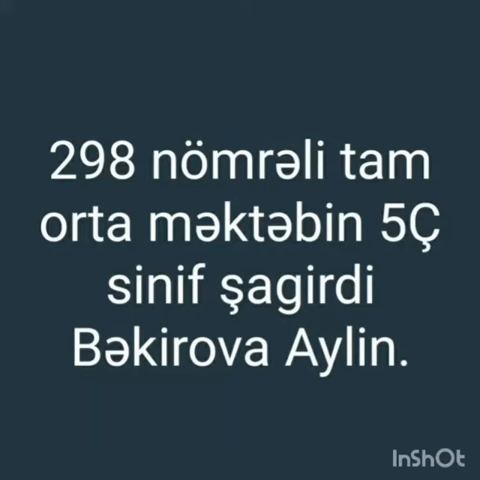 298 nömrəli tam
orta məktəbin 5Ç
sinif şagirdi
Bəkirova Aylin.
InShOt